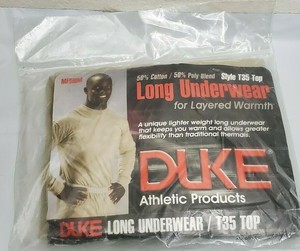 50% Cotton / 50% Poly Blend Style T35 Top
Long Underwear
for Layered Warmth
A unique lighter weight long underwear
that keeps you warm and allows greater
flexibility than traditional thermals.
DUKE
Athletic Products
DUKE LONG UNDERWEAR / T35 TOP